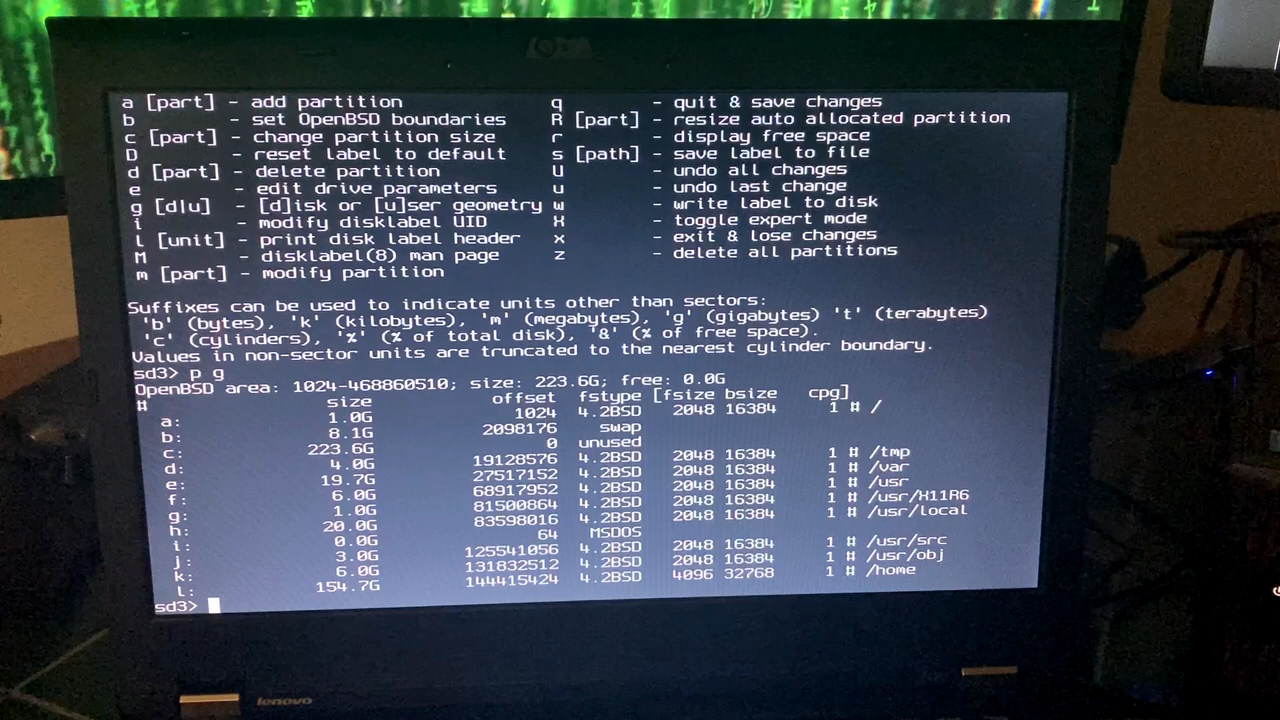 a [part] - add partition q - quit & save changes
b - set OpenBSD boundaries R [part] - resize auto allocated partition
c [part] - change partition size r - display free space
D - reset label to default s [path] - save label to file
d [part] - delete partition U - undo all changes
e - edit drive parameters u - undo last change
g [d|u] - [d]isk or [u]ser geometry w - write label to disk
i - modify disklabel UID X - toggle expert mode
l [unit] - print disk label header x - exit & lose changes
M - disklabel(8) man page z - delete all partitions
m [part] - modify partition
Suffixes can be used to indicate units other than sectors:
'b' (bytes), 'k' (kilobytes), 'm' (megabytes), 'g' (gigabytes) 't' (terabytes)
'c' (cylinders), '%' (% of total disk), '&' (% of free space).
Values in non-sector units are truncated to the nearest cylinder boundary.
sd3> p g
OpenBSD area: 1024-468860510; size: 223.6G; free: 0.0G
# size offset fstype [fsize bsize cpg]
a: 1.0G 1024 4.2BSD 2048 16384 1 # /
b: 8.1G 2098176 swap
c: 223.6G 0 unused
d: 4.0G 19128576 4.2BSD 2048 16384 1 # /tmp
e: 19.7G 27517152 4.2BSD 2048 16384 1 # /var
f: 6.0G 68917952 4.2BSD 2048 16384 1 # /usr
g: 1.0G 81500864 4.2BSD 2048 16384 1 # /usr/X11R6
h: 20.0G 83598016 4.2BSD 2048 16384 1 # /usr/local
i: 0.0G 64 MSDOS
j: 3.0G 125541056 4.2BSD 2048 16384 1 # /usr/src
k: 6.0G 131832512 4.2BSD 2048 16384 1 # /usr/obj
l: 154.7G 144415424 4.2BSD 4096 32768 1 # /home
sd3>
lenovo